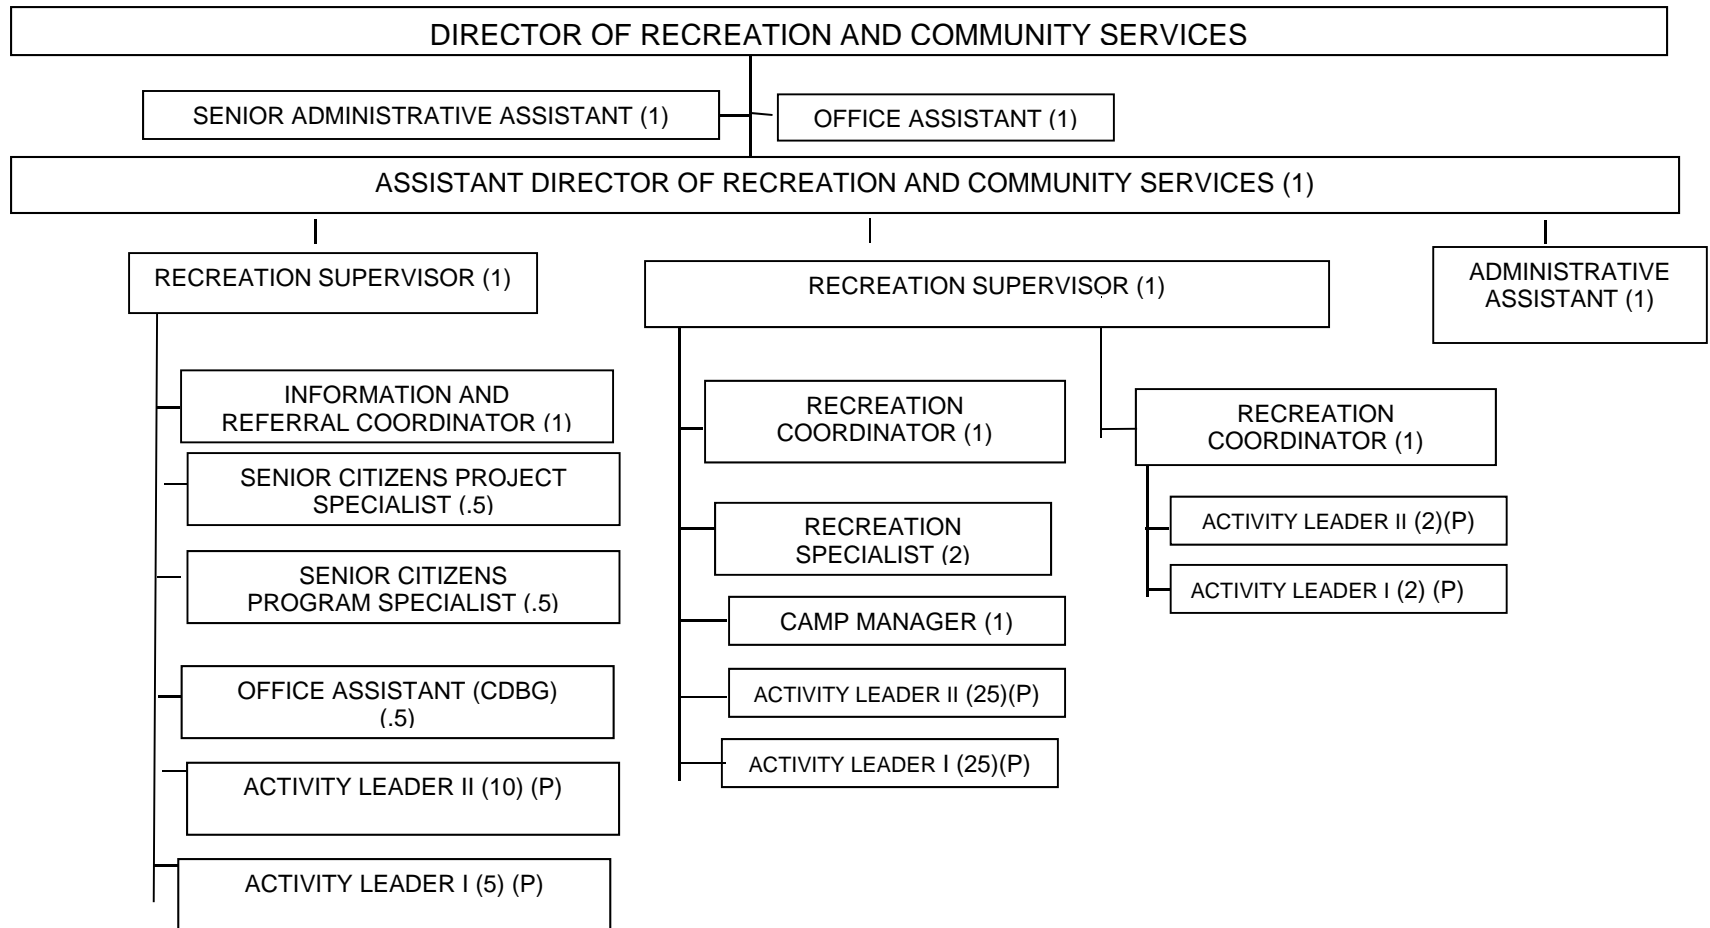 DIRECTOR OF RECREATION AND COMMUNITY SERVICES
SENIOR ADMINISTRATIVE ASSISTANT (1)
OFFICE ASSISTANT (1)
ASSISTANT DIRECTOR OF RECREATION AND COMMUNITY SERVICES (1)
RECREATION SUPERVISOR (1)
INFORMATION AND
REFERRAL COORDINATOR (1)
SENIOR CITIZENS PROJECT
SPECIALIST (.5)
SENIOR CITIZENS
PROGRAM SPECIALIST (.5)
OFFICE ASSISTANT (CDBG)
(.5)
ACTIVITY LEADER II (10) (P)
ACTIVITY LEADER I (5) (P)
RECREATION SUPERVISOR (1)
RECREATION
COORDINATOR (1)
RECREATION
SPECIALIST (2)
CAMP MANAGER (1)
ACTIVITY LEADER II (25)(P)
ACTIVITY LEADER I (25)(P)
RECREATION
COORDINATOR (1)
ACTIVITY LEADER II (2)(P)
ACTIVITY LEADER I (2) (P)
ADMINISTRATIVE
ASSISTANT (1)